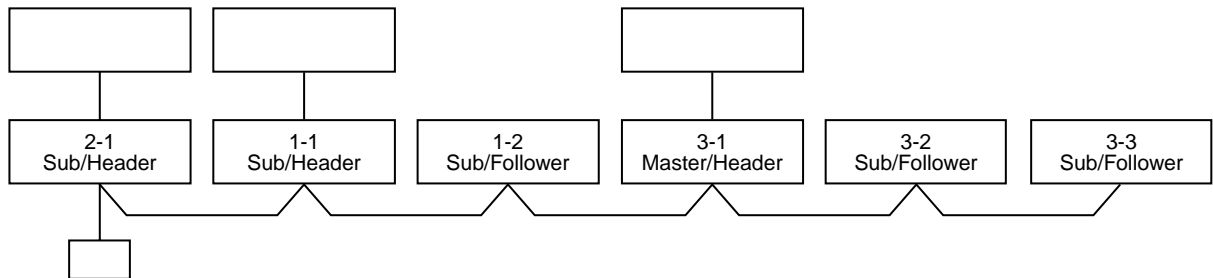 2-1
Sub/Header
1-1
Sub/Header
1-2
Sub/Follower
3-1
Master/Header
3-2
Sub/Follower
3-3
Sub/Follower